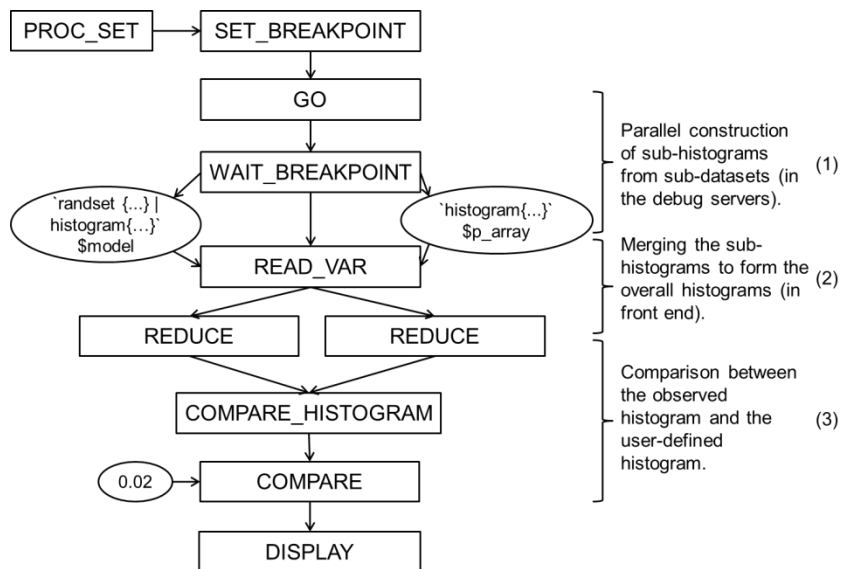 PROC_SET
SET_BREAKPOINT
GO
WAIT_BREAKPOINT
`randset {...} |
histogram{...}`
$model
`histogram{...}`
$p_array
READ_VAR
REDUCE
REDUCE
COMPARE_HISTOGRAM
0.02
COMPARE
DISPLAY
Parallel construction
of sub-histograms
from sub-datasets (in
the debug servers).
(1)
Merging the sub-
histograms to form the
overall histograms (in
front end).
(2)
Comparison between
the observed
histogram and the
user-defined
histogram.
(3)